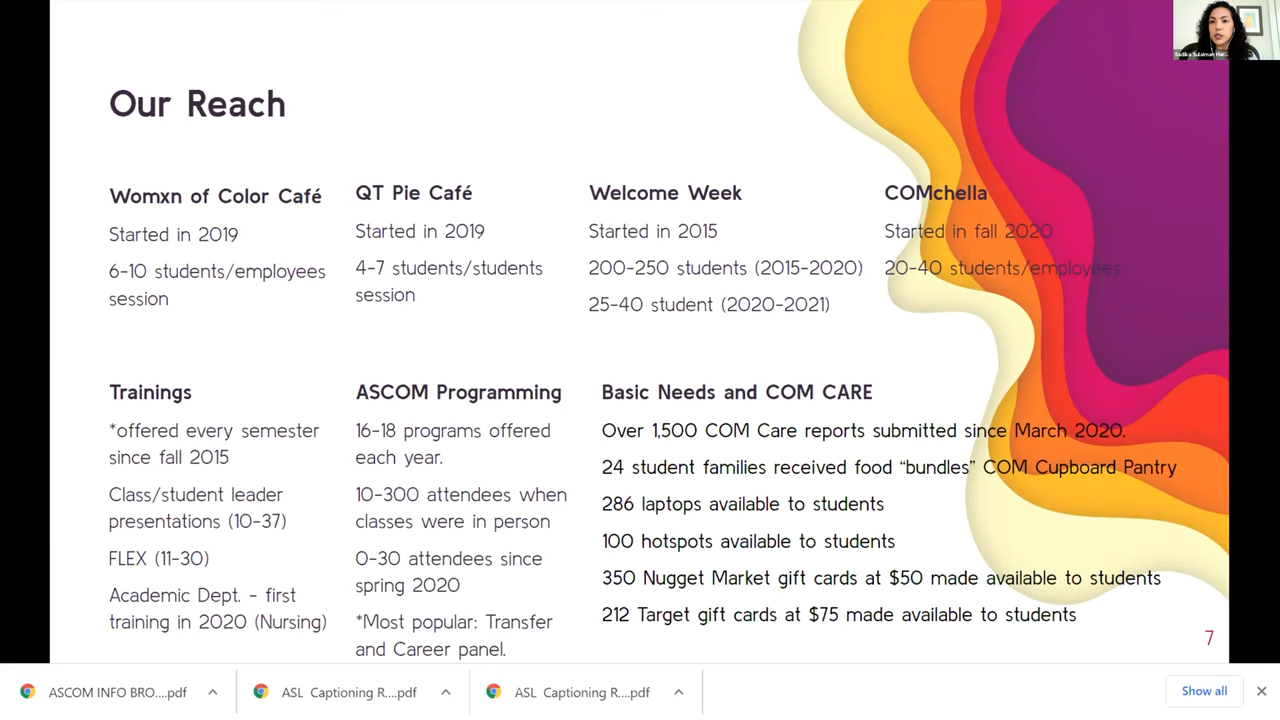 Our Reach
Womxn of Color Café
Started in 2019
6-10 students/employees
session
QT Pie Café
Started in 2019
4-7 students/students
session
Welcome Week
Started in 2015
200-250 students (2015-2020)
25-40 student (2020-2021)
COMchella
Started in fall 2020
20-40 students/employees
Trainings
*offered every semester
since fall 2015
Class/student leader
presentations (10-37)
FLEX (11-30)
Academic Dept. - first
training in 2020 (Nursing)
ASCOM Programming
16-18 programs offered
each year.
10-300 attendees when
classes were in person
0-30 attendees since
spring 2020
*Most popular: Transfer
and Career panel.
Basic Needs and COM CARE
Over 1,500 COM Care reports submitted since March 2020.
24 student families received food “bundles” COM Cupboard Pantry
286 laptops available to students
100 hotspots available to students
350 Nugget Market gift cards at $50 made available to students
212 Target gift cards at $75 made available to students
7
Sadika Sulaiman Har...
ASCOM INFO BRO....pdf
ASL Captioning R....pdf
ASL Captioning R....pdf
Show all